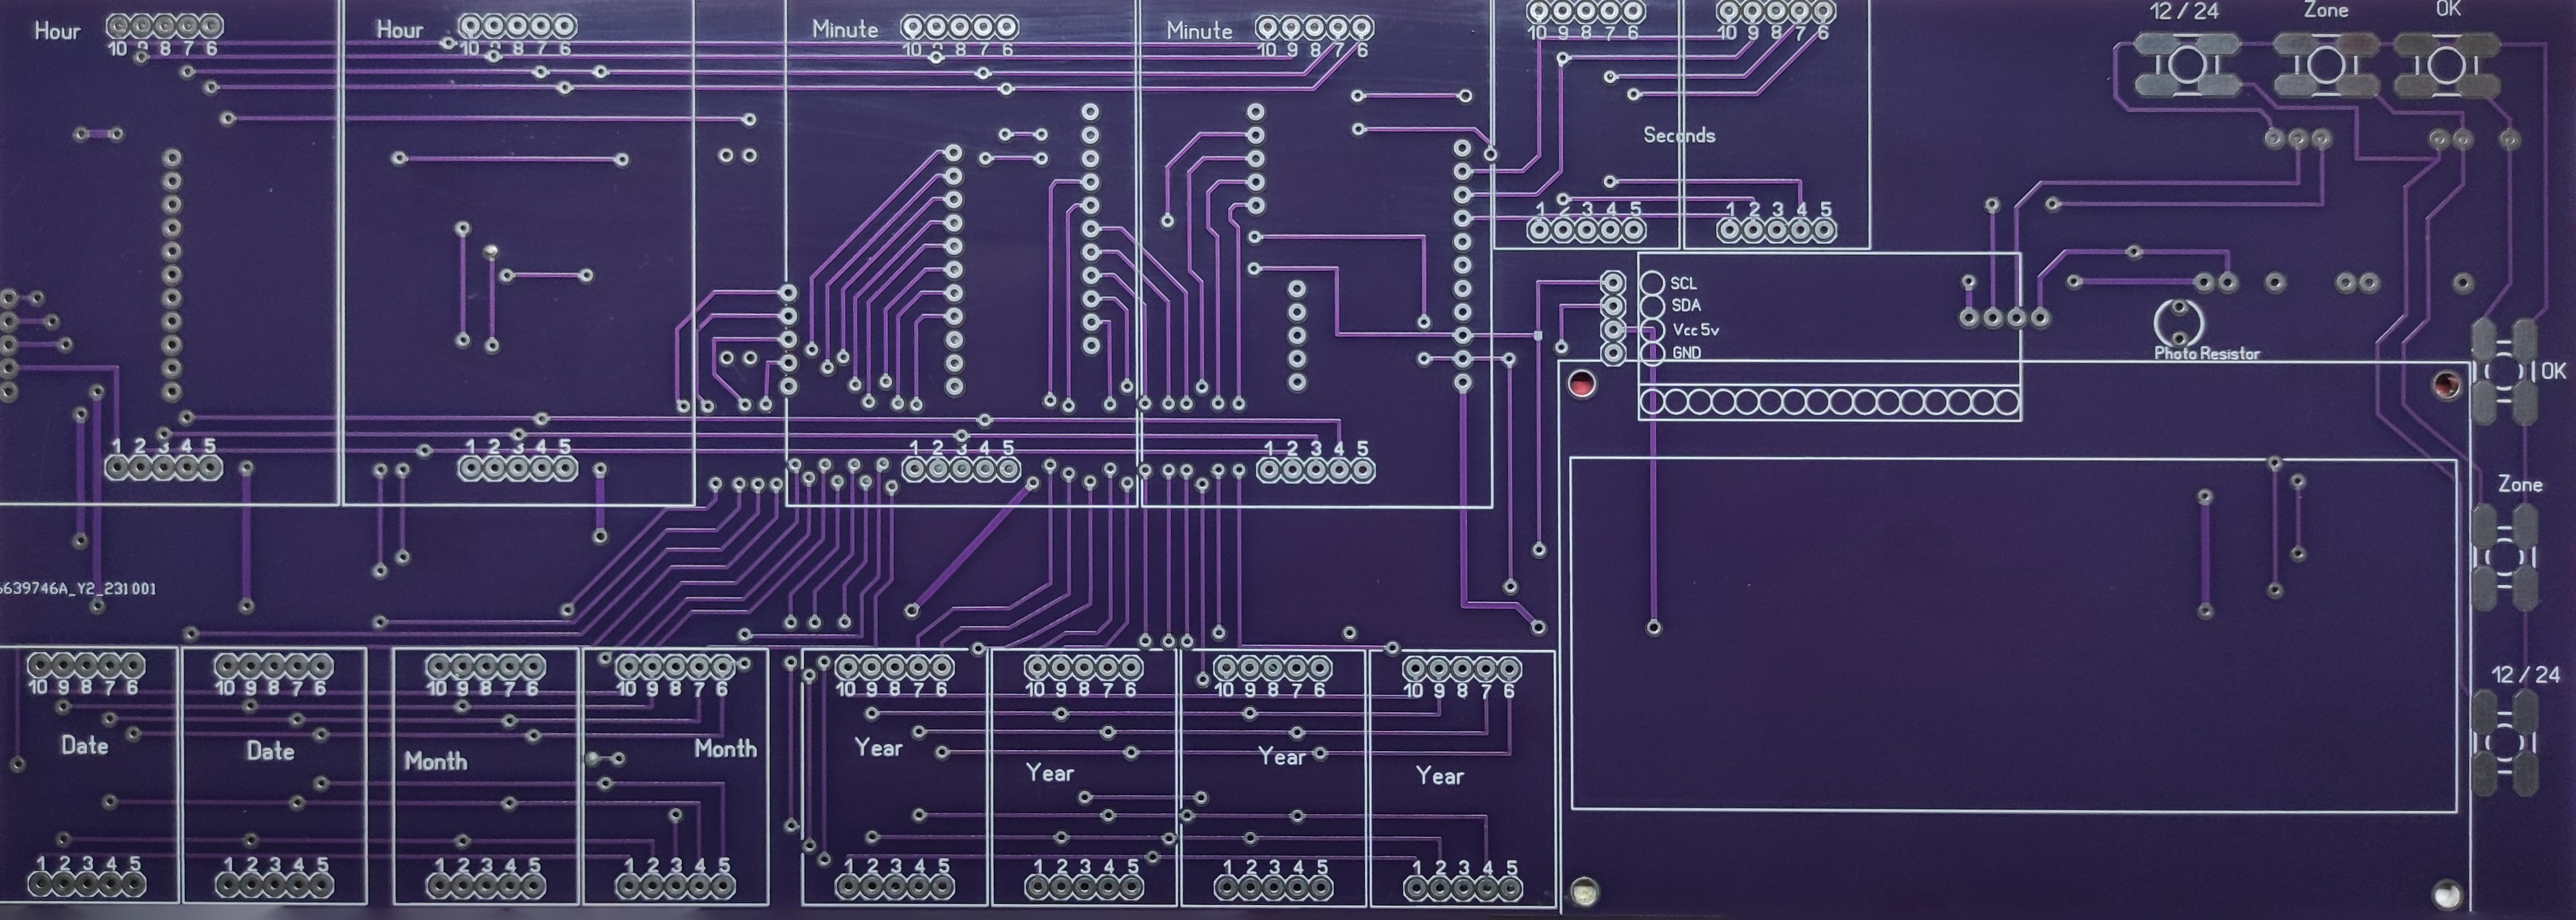 12 / 24 Zone OK
Hour Hour Minute Minute
10 9 8 7 6 10 9 8 7 6 10 9 8 7 6 10 9 8 7 6 10 9 8 7 6 10 9 8 7 6
Seconds
1 2 3 4 5 1 2 3 4 5
SCL
SDA
Vcc 5v
GND
Photo Resistor
OK
1 2 3 4 5 1 2 3 4 5 1 2 3 4 5 1 2 3 4 5
Zone
6639746A_Y2_231001
12 / 24
10 9 8 7 6 10 9 8 7 6 10 9 8 7 6 10 9 8 7 6 10 9 8 7 6 10 9 8 7 6 10 9 8 7 6 10 9 8 7 6
Date Date Month Month Year Year Year Year
1 2 3 4 5 1 2 3 4 5 1 2 3 4 5 1 2 3 4 5 1 2 3 4 5 1 2 3 4 5 1 2 3 4 5 1 2 3 4 5